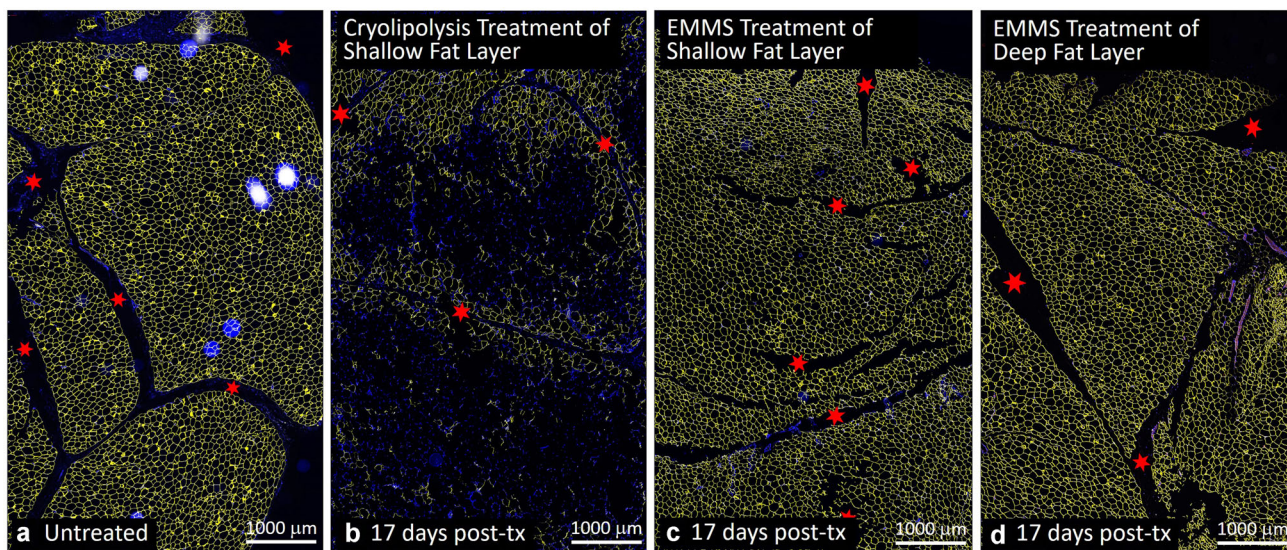 Cryolipolysis Treatment of
Shallow Fat Layer
EMMS Treatment of
Shallow Fat Layer
EMMS Treatment of
Deep Fat Layer
a Untreated
1000 µm
b 17 days post-tx
1000 µm
c 17 days post-tx
1000 µm
d 17 days post-tx
1000 µm